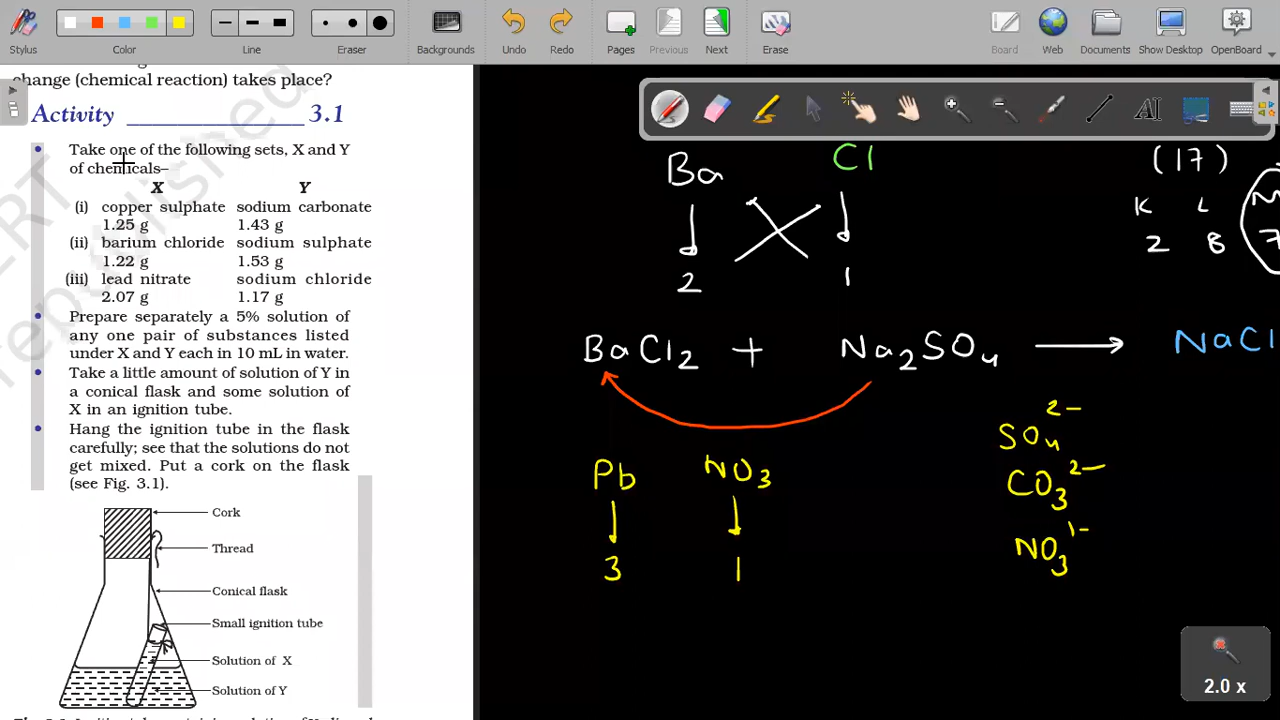 Stylus Color Line Eraser Backgrounds Undo Redo Pages Previous Next Erase Board Web Documents Show Desktop OpenBoard
change (chemical reaction) takes place?
Activity ______________ 3.1
• Take one of the following sets, X and Y
of chemicals–
X Y
(i) copper sulphate sodium carbonate
1.25 g 1.43 g
(ii) barium chloride sodium sulphate
1.22 g 1.53 g
(iii) lead nitrate sodium chloride
2.07 g 1.17 g
• Prepare separately a 5% solution of
any one pair of substances listed
under X and Y each in 10 mL in water.
• Take a little amount of solution of Y in
a conical flask and some solution of
X in an ignition tube.
• Hang the ignition tube in the flask
carefully; see that the solutions do not
get mixed. Put a cork on the flask
(see Fig. 3.1).
Cork
Thread
Conical flask
Small ignition tube
Solution of X
Solution of Y
Ba Cl
2 1
(17)
K L
2 8 7
BaCl2 + Na2SO4 → NaCl
SO4 2−
CO3 2−
NO3 1−
Pb NO3
3 1
2.0 x